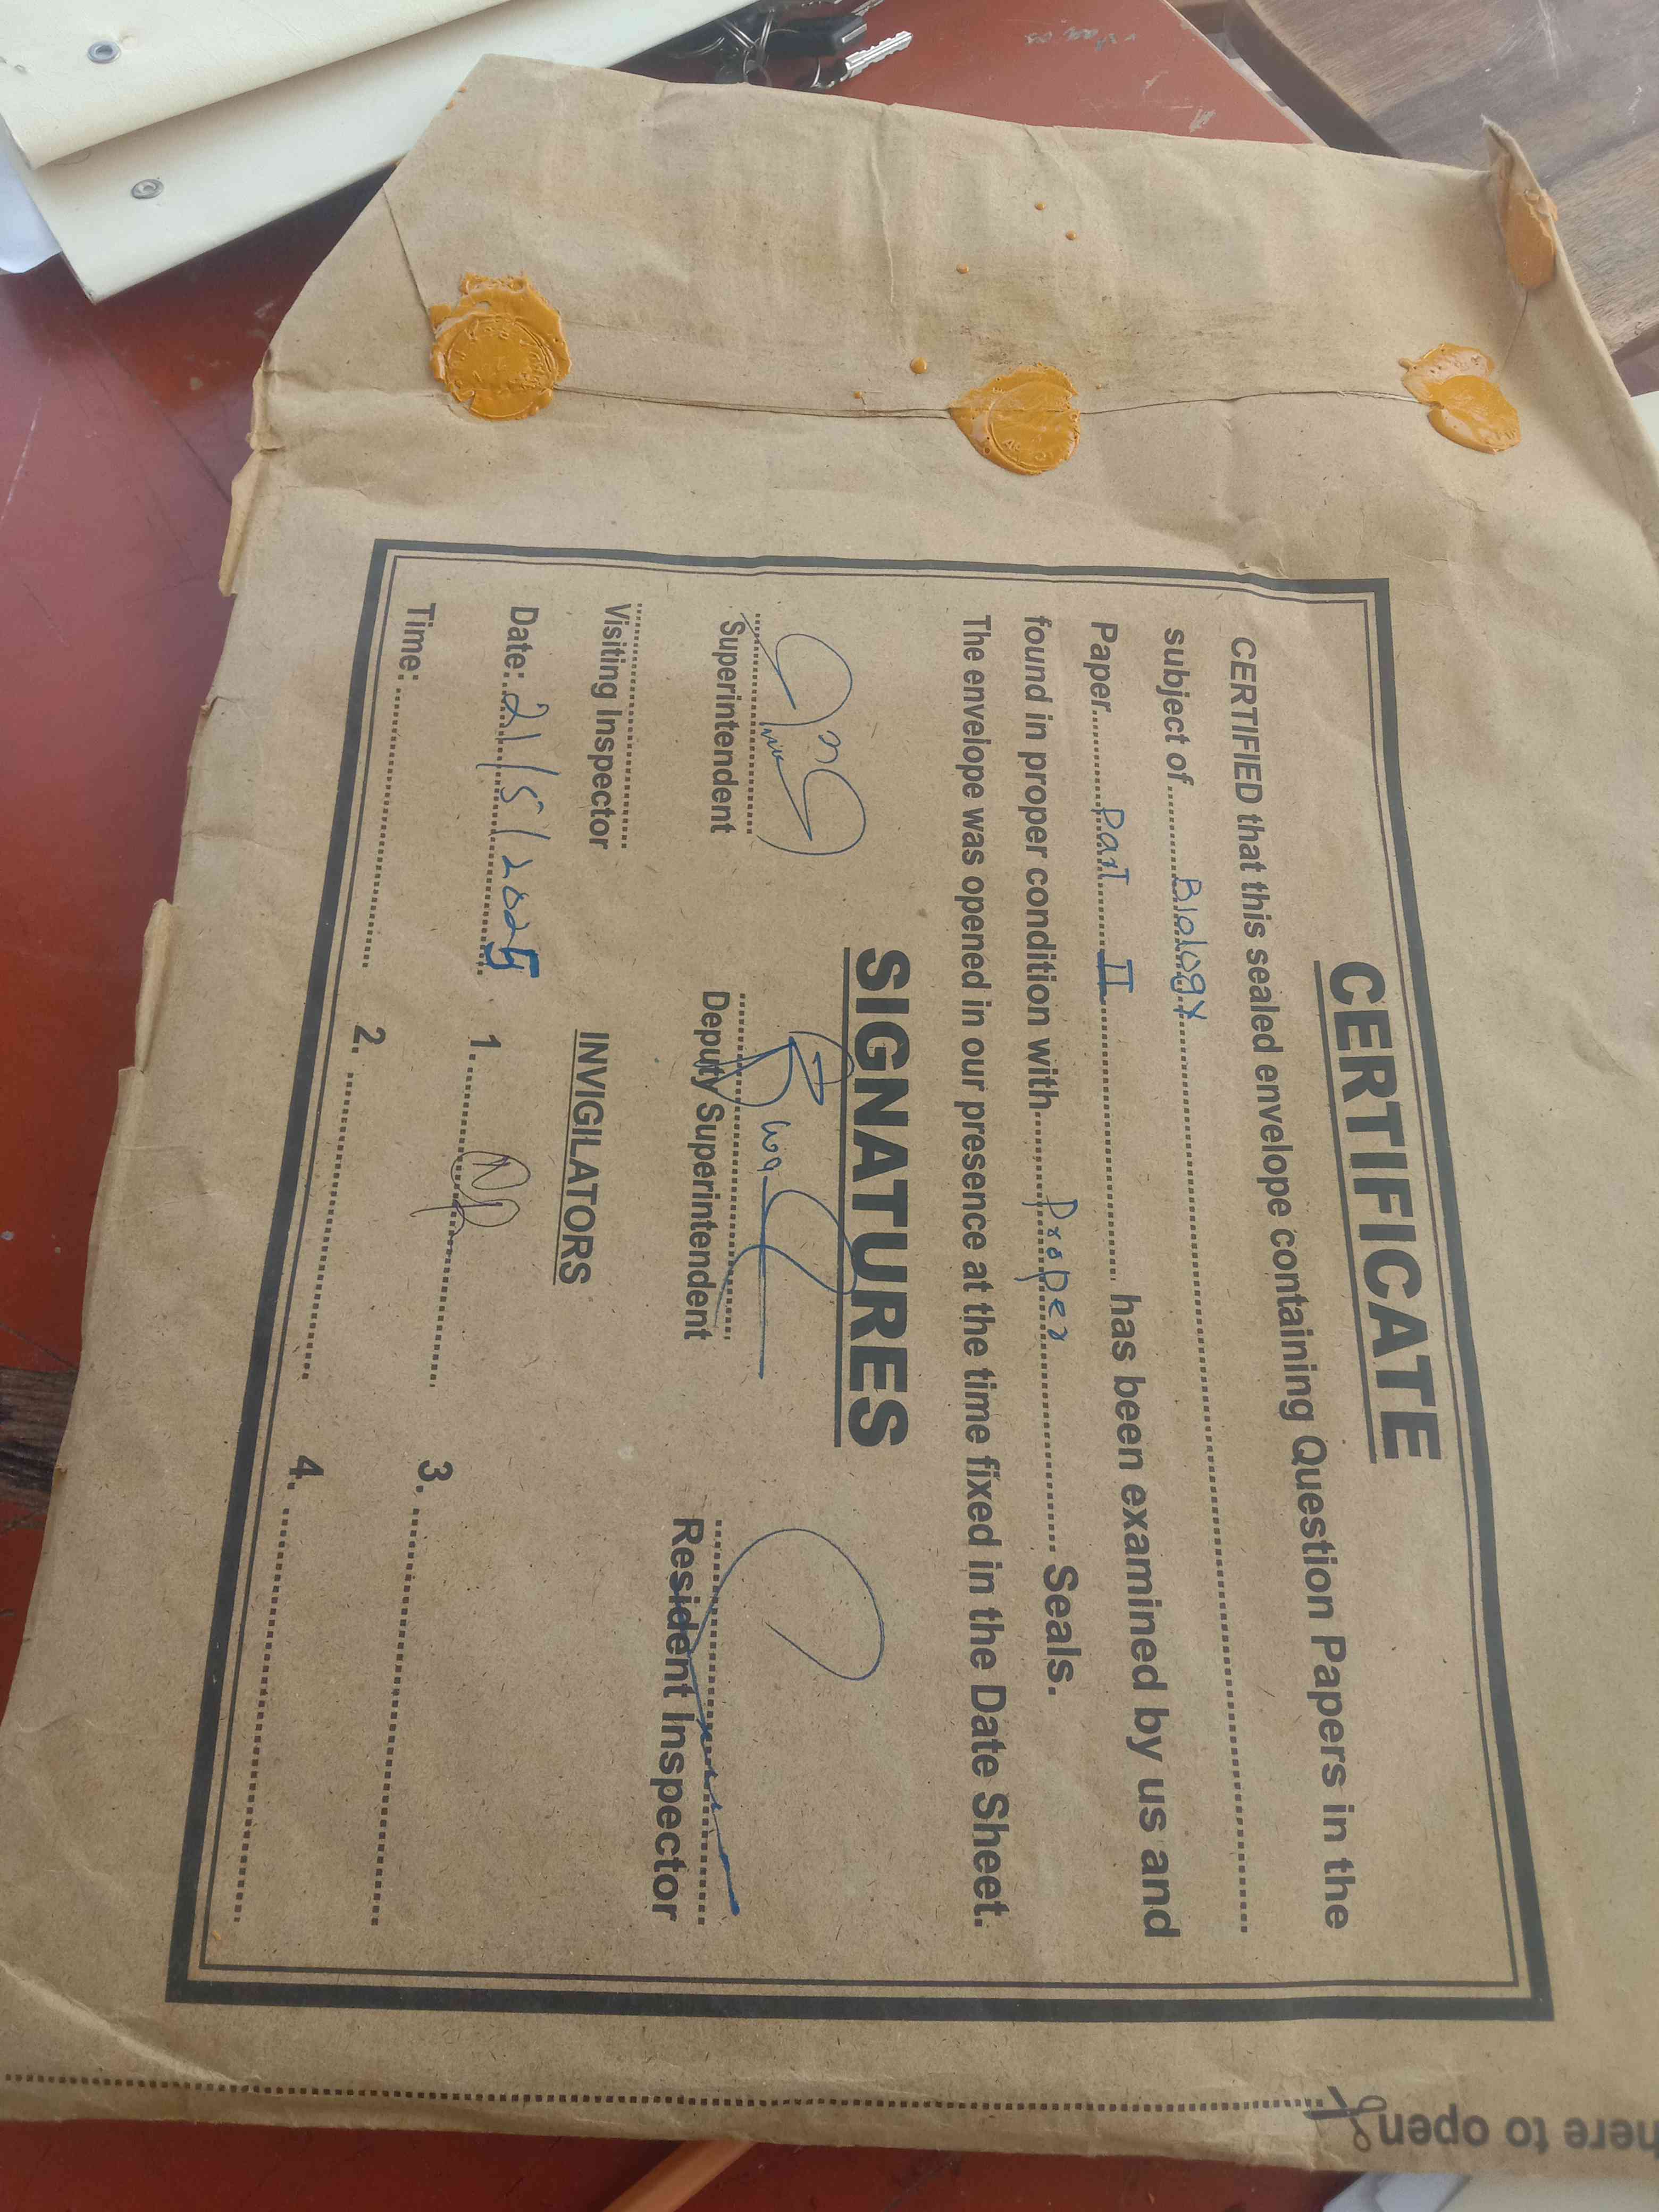 CERTIFICATE
CERTIFIED that this sealed envelope containing Question Papers in the
subject of Biology
Paper Part II has been examined by us and
found in proper condition with Proper Seals.
The envelope was opened in our presence at the time fixed in the Date Sheet.
SIGNATURES
Superintendent Deputy Superintendent Resident Inspector
Visiting Inspector INVIGILATORS
Date: 21/5/2025 1. 3.
Time: 2. 4.
here to open